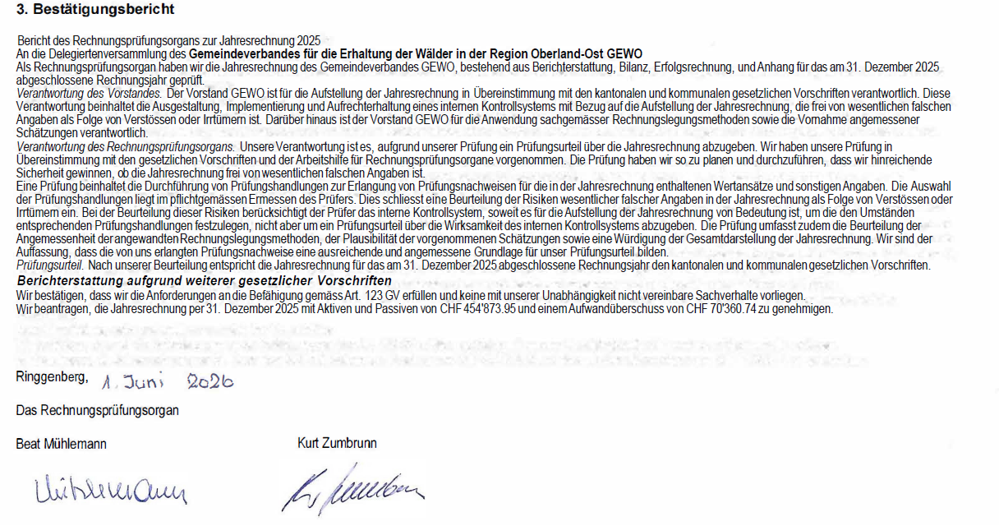 3. Bestätigungsbericht
Bericht des Rechnungsprüfungsorgans zur Jahresrechnung 2025
An die Delegiertenversammlung des Gemeindeverbandes für die Erhaltung der Wälder in der Region Oberland-Ost GEWO
Als Rechnungsprüfungsorgan haben wir die Jahresrechnung des Gemeindeverbandes GEWO, bestehend aus Berichterstattung, Bilanz, Erfolgsrechnung, und Anhang für das am 31. Dezember 2025
abgeschlossene Rechnungsjahr geprüft.
Verantwortung des Vorstandes. Der Vorstand GEWO ist für die Aufstellung der Jahresrechnung in Übereinstimmung mit den kantonalen und kommunalen gesetzlichen Vorschriften verantwortlich. Diese
Verantwortung beinhaltet die Ausgestaltung, Implementierung und Aufrechterhaltung eines internen Kontrollsystems mit Bezug auf die Aufstellung der Jahresrechnung, die frei von wesentlichen falschen
Angaben als Folge von Verstössen oder Irrtümern ist. Darüber hinaus ist der Vorstand GEWO für die Anwendung sachgemässer Rechnungslegungsmethoden sowie die Vornahme angemessener
Schätzungen verantwortlich.
Verantwortung des Rechnungsprüfungsorgans. Unsere Verantwortung ist es, aufgrund unserer Prüfung ein Prüfungsurteil über die Jahresrechnung abzugeben. Wir haben unsere Prüfung in
Übereinstimmung mit den gesetzlichen Vorschriften und der Arbeitshilfe für Rechnungsprüfungsorgane vorgenommen. Die Prüfung haben wir so zu planen und durchzuführen, dass wir hinreichende
Sicherheit gewinnen, ob die Jahresrechnung frei von wesentlichen falschen Angaben ist.
Eine Prüfung beinhaltet die Durchführung von Prüfungshandlungen zur Erlangung von Prüfungsnachweisen für die in der Jahresrechnung enthaltenen Wertansätze und sonstigen Angaben. Die Auswahl
der Prüfungshandlungen liegt im pflichtgemässen Ermessen des Prüfers. Dies schliesst eine Beurteilung der Risiken wesentlicher falscher Angaben in der Jahresrechnung als Folge von Verstössen oder
Irrtümern ein. Bei der Beurteilung dieser Risiken berücksichtigt der Prüfer das interne Kontrollsystem, soweit es für die Aufstellung der Jahresrechnung von Bedeutung ist, um die den Umständen
entsprechenden Prüfungshandlungen festzulegen, nicht aber um ein Prüfungsurteil über die Wirksamkeit des internen Kontrollsystems abzugeben. Die Prüfung umfasst zudem die Beurteilung der
Angemessenheit der angewandten Rechnungslegungsmethoden, der Plausibilität der vorgenommenen Schätzungen sowie eine Würdigung der Gesamtdarstellung der Jahresrechnung. Wir sind der
Auffassung, dass die von uns erlangten Prüfungsnachweise eine ausreichende und angemessene Grundlage für unser Prüfungsurteil bilden.
Prüfungsurteil. Nach unserer Beurteilung entspricht die Jahresrechnung für das am 31. Dezember 2025 abgeschlossene Rechnungsjahr den kantonalen und kommunalen gesetzlichen Vorschriften.
Berichterstattung aufgrund weiterer gesetzlicher Vorschriften
Wir bestätigen, dass wir die Anforderungen an die Befähigung gemäss Art. 123 GV erfüllen und keine mit unserer Unabhängigkeit nicht vereinbare Sachverhalte vorliegen.
Wir beantragen, die Jahresrechnung per 31. Dezember 2025 mit Aktiven und Passiven von CHF 454'873.95 und einem Aufwandüberschuss von CHF 70'360.74 zu genehmigen.
Ringgenberg, 1. Juni 2026
Das Rechnungsprüfungsorgan
Beat Mühlemann Kurt Zumbrunn